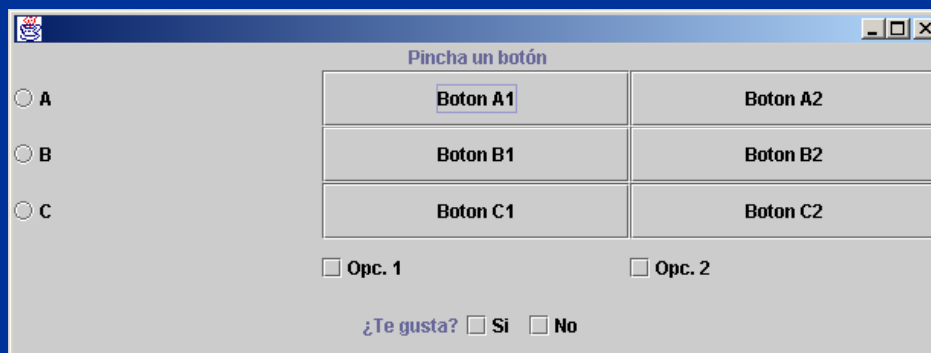 Pincha un botón
A Boton A1 Boton A2
B Boton B1 Boton B2
C Boton C1 Boton C2
Opc. 1 Opc. 2
¿Te gusta? Si No